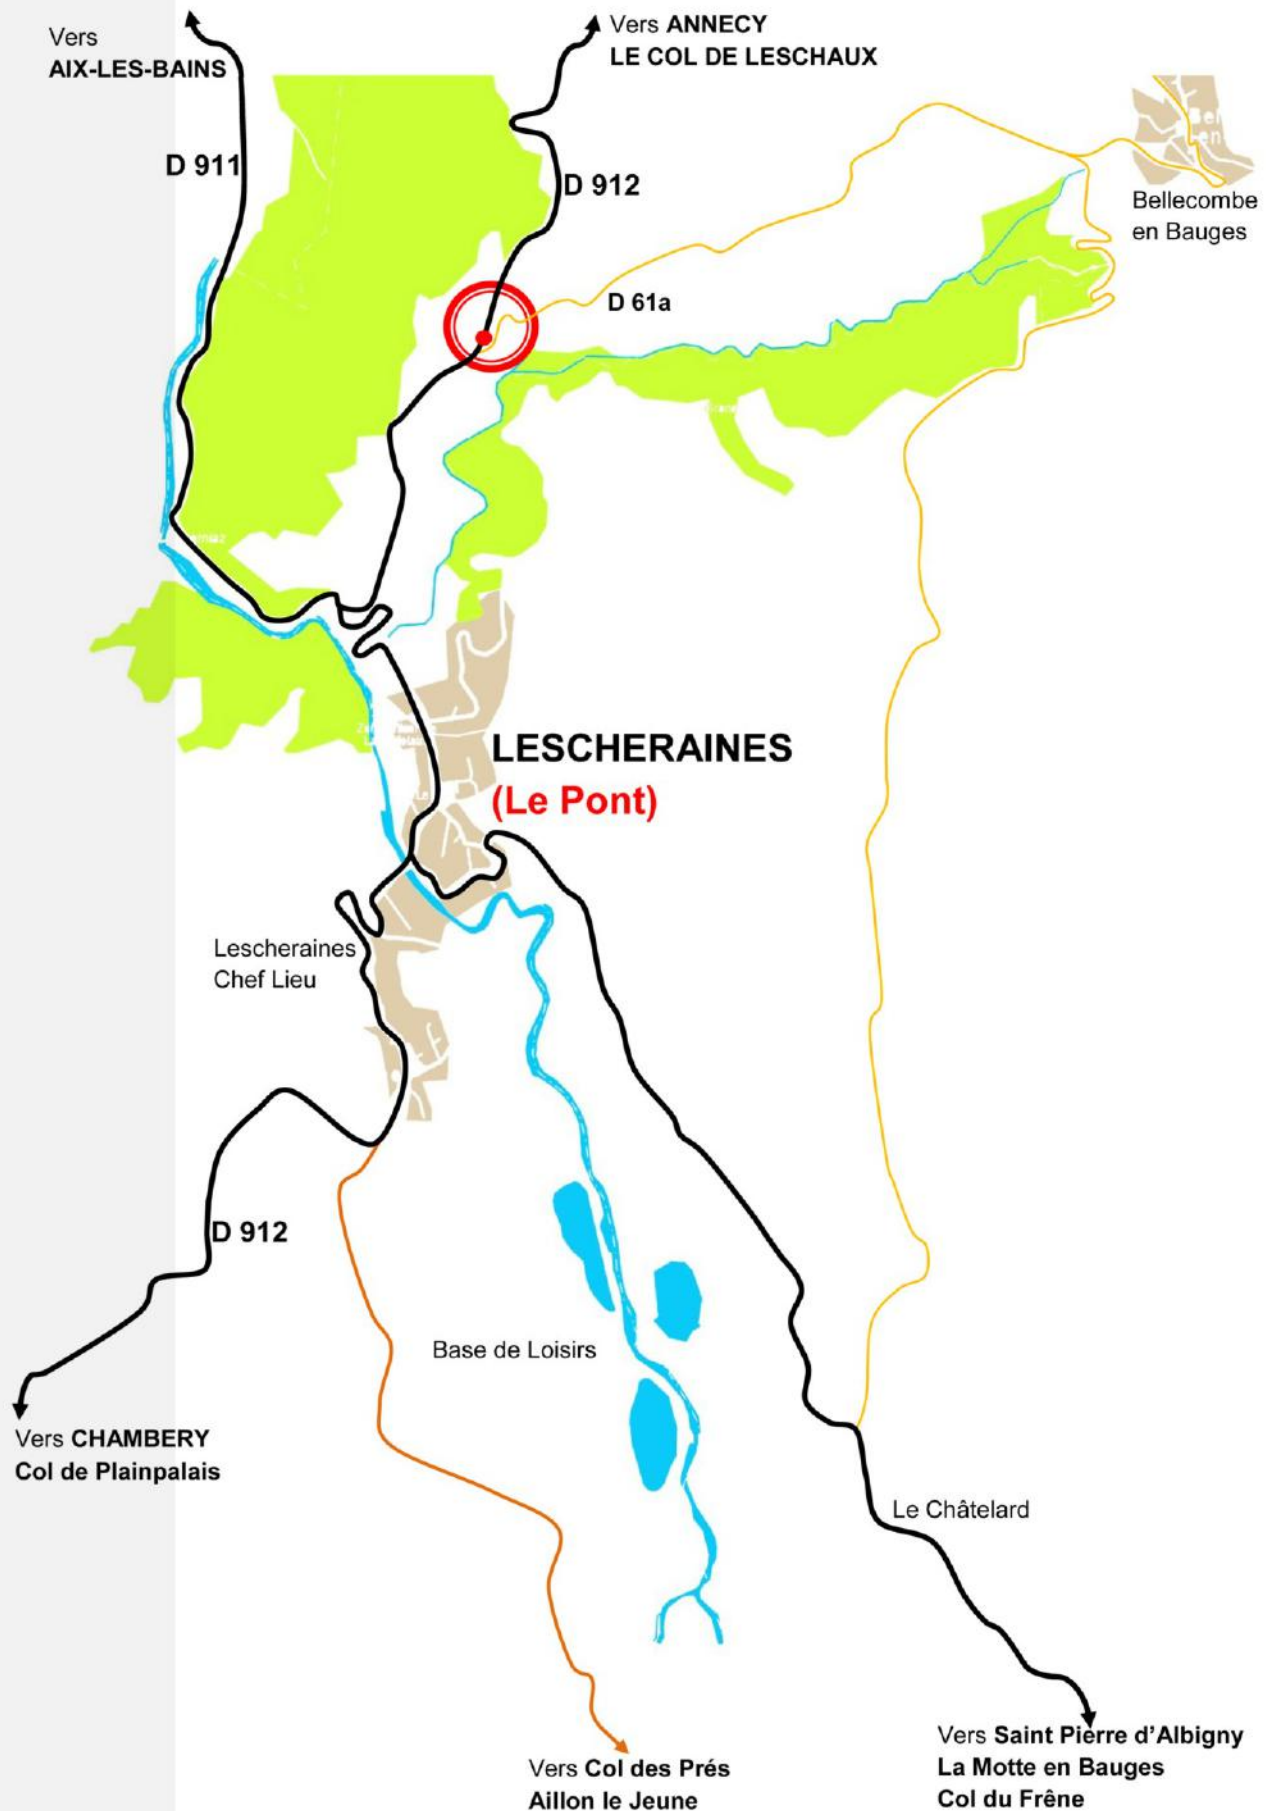 Vers
AIX-LES-BAINS
Vers ANNECY
LE COL DE LESCHAUX
D 911
D 912
Bellecombe
en Bauges
D 61a
LESCHERAINES
(Le Pont)
Lescheraines
Chef Lieu
D 912
Base de Loisirs
Vers CHAMBERY
Col de Plainpalais
Le Châtelard
Vers Saint Pierre d'Albigny
La Motte en Bauges
Col du Frêne
Vers Col des Prés
Aillon le Jeune